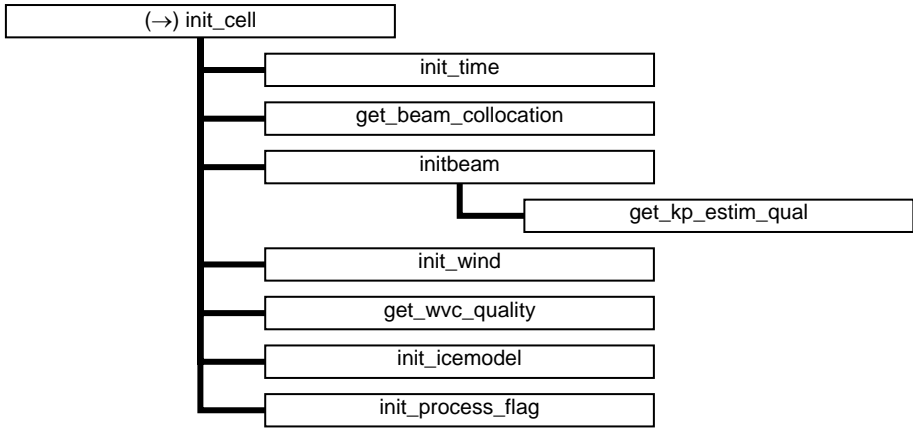 (→) init_cell
init_time
get_beam_collocation
initbeam
get_kp_estim_qual
init_wind
get_wvc_quality
init_icemodel
init_process_flag